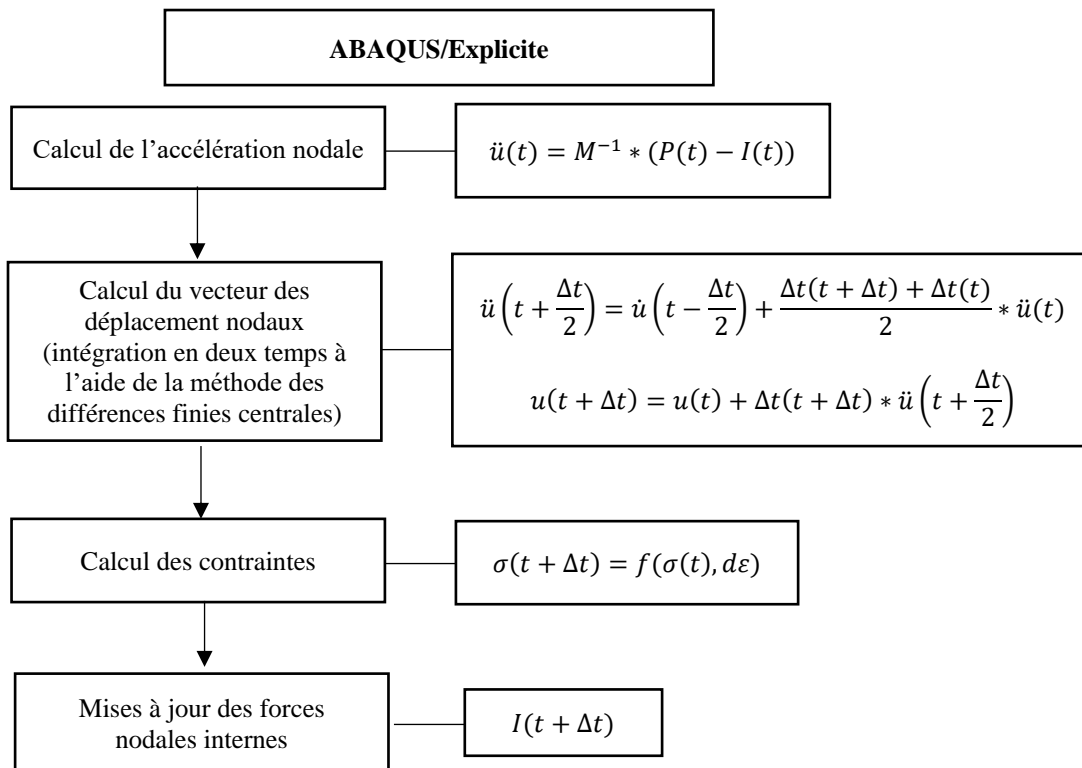 ABAQUS/Explicite
Calcul de l’accélération nodale
ü(t) = M⁻¹ * (P(t) − I(t))
Calcul du vecteur des
déplacement nodaux
(intégration en deux temps à
l’aide de la méthode des
différences finies centrales)
ü(t + Δt/2) = u̇(t − Δt/2) + (Δt(t + Δt) + Δt(t))/2 * ü(t)
u(t + Δt) = u(t) + Δt(t + Δt) * ü(t + Δt/2)
Calcul des contraintes
σ(t + Δt) = f(σ(t), dε)
Mises à jour des forces
nodales internes
I(t + Δt)